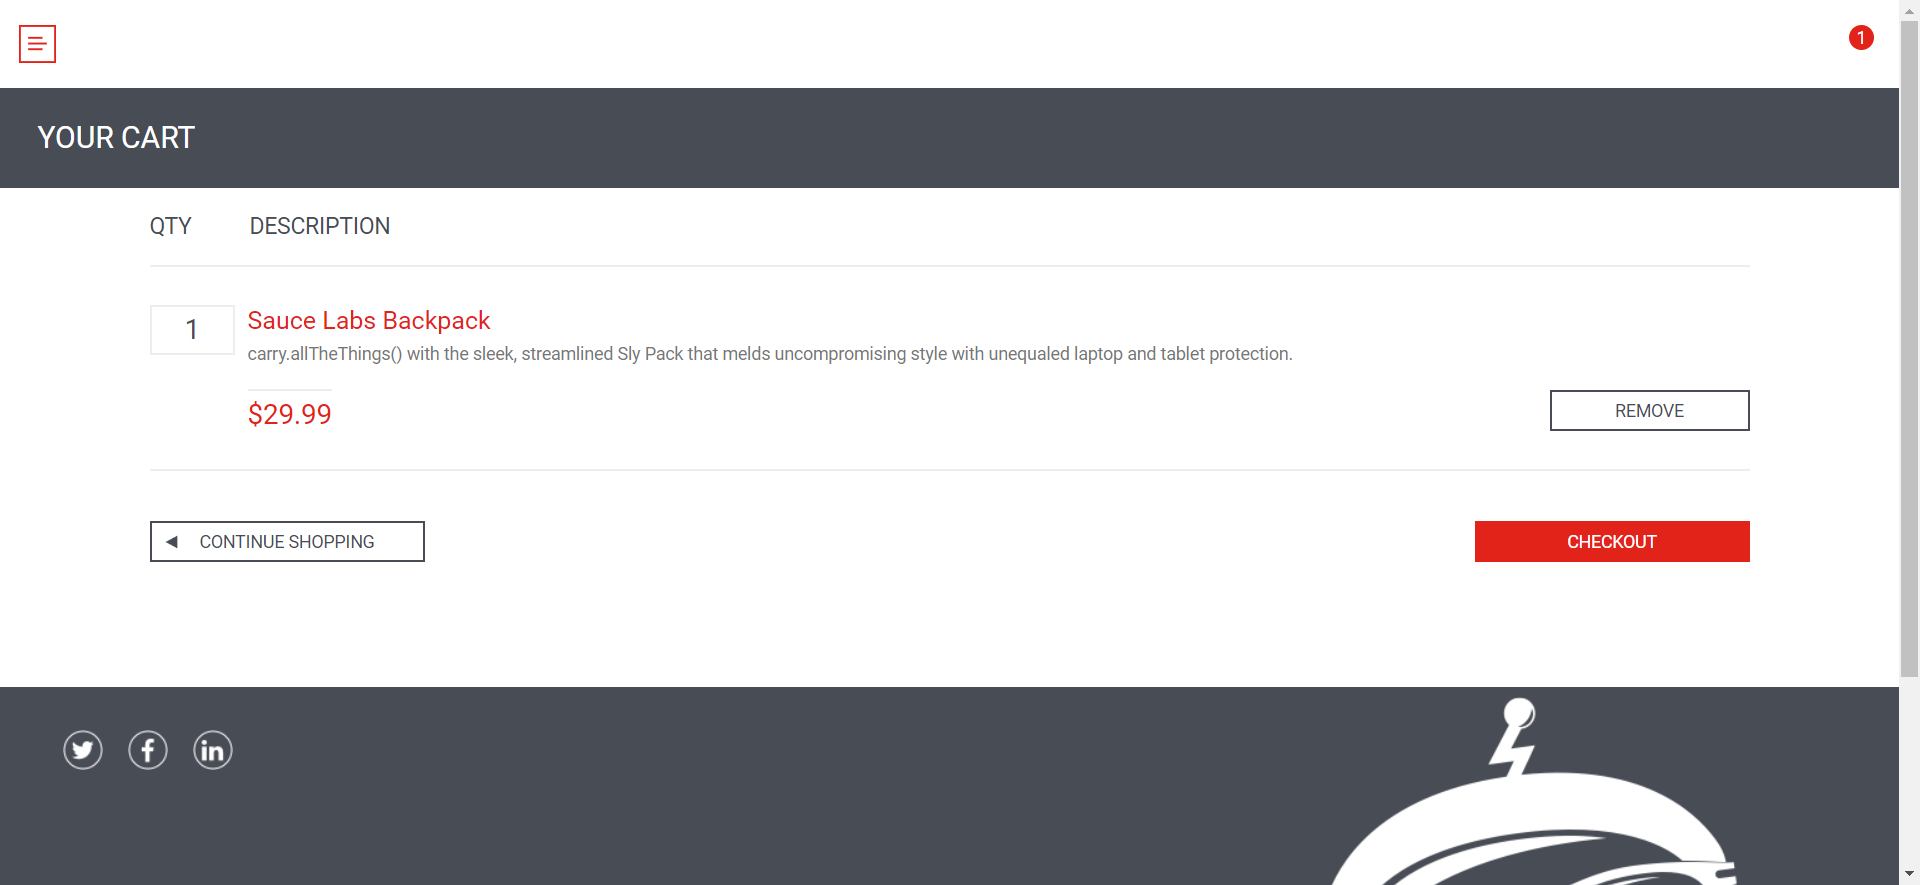 1
YOUR CART
QTY DESCRIPTION
1 Sauce Labs Backpack
carry.allTheThings() with the sleek, streamlined Sly Pack that melds uncompromising style with unequaled laptop and tablet protection.
$29.99 REMOVE
CONTINUE SHOPPING CHECKOUT
f in